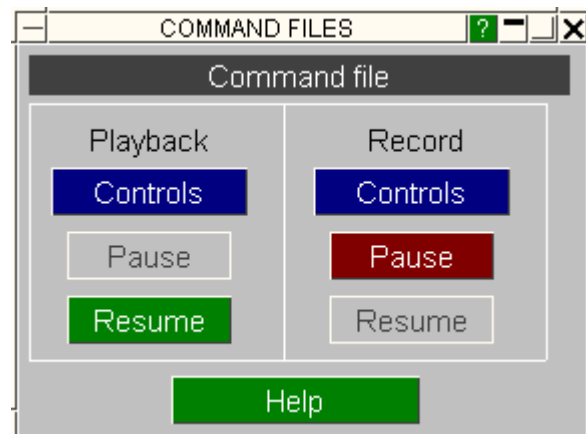 COMMAND FILES ?
Command file
Playback Record
Controls Controls
Pause Pause
Resume Resume
Help